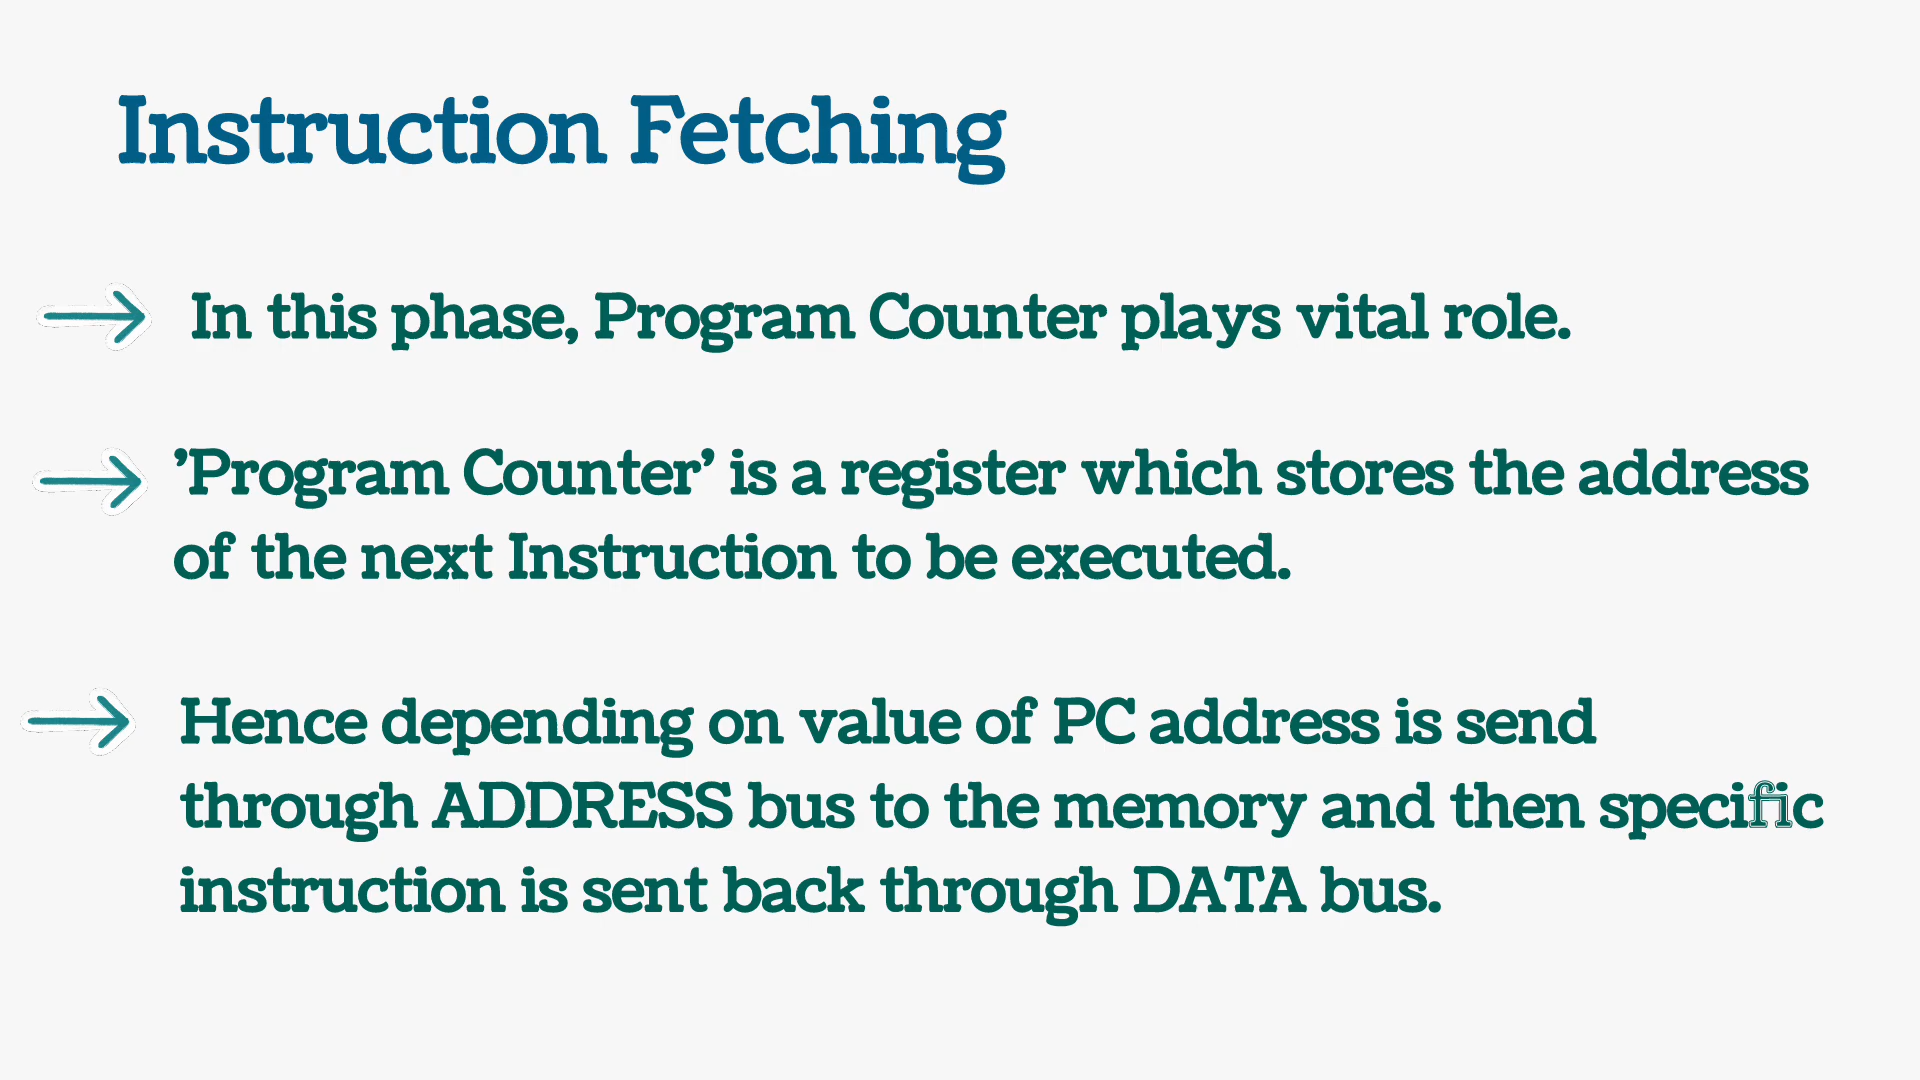 Instruction Fetching
In this phase, Program Counter plays vital role.
’Program Counter’ is a register which stores the address
of the next Instruction to be executed.
Hence depending on value of PC address is send
through ADDRESS bus to the memory and then specific
instruction is sent back through DATA bus.